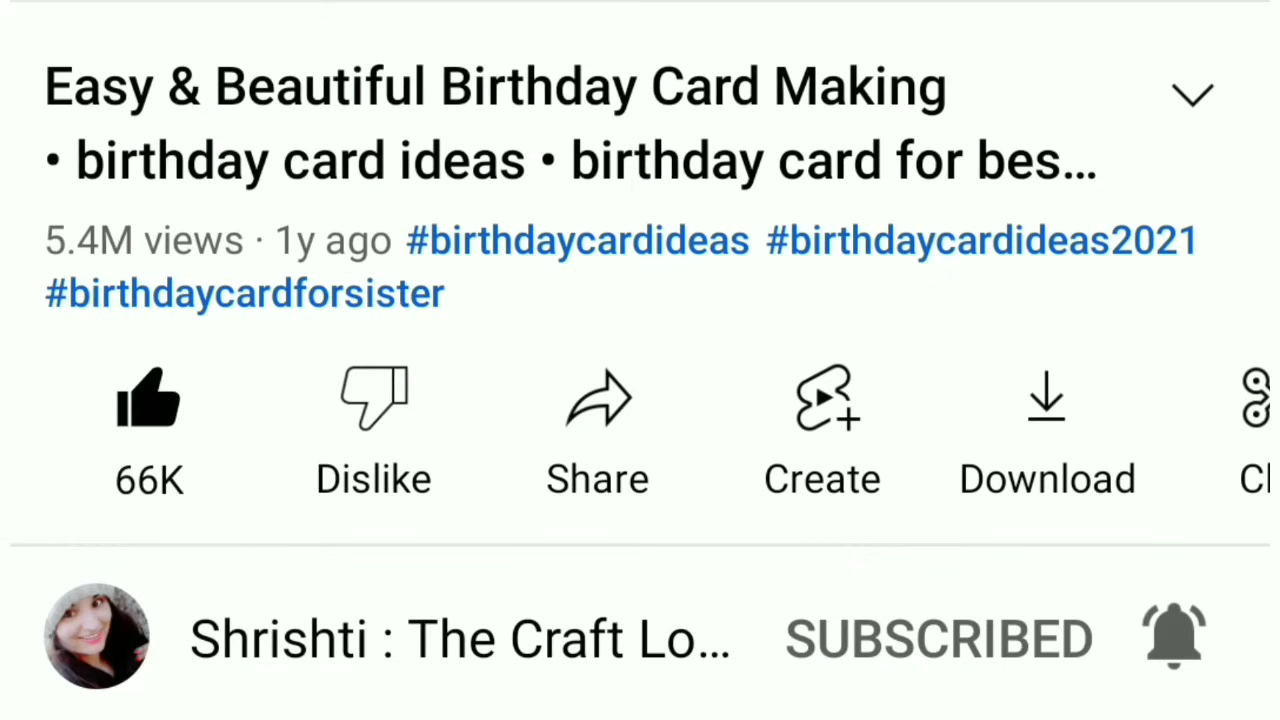 Easy & Beautiful Birthday Card Making
• birthday card ideas • birthday card for bes...
5.4M views · 1y ago #birthdaycardideas #birthdaycardideas2021
#birthdaycardforsister
66K Dislike Share Create Download Cl
Shrishti : The Craft Lo... SUBSCRIBED